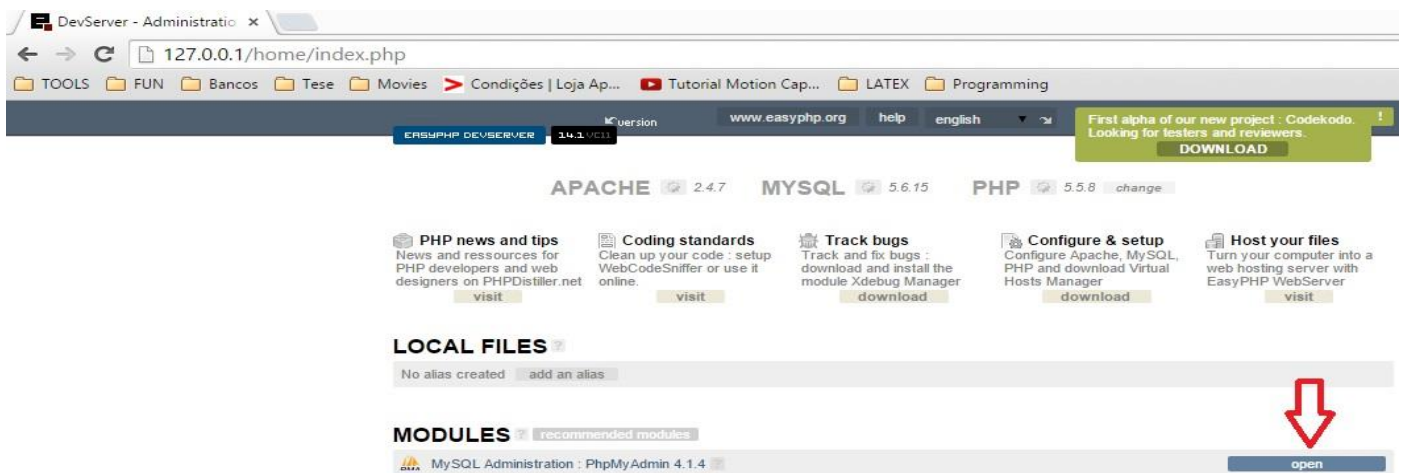 DevServer - Administratio
127.0.0.1/home/index.php
TOOLS FUN Bancos Tese Movies Condições | Loja Ap... Tutorial Motion Cap... LATEX Programming
EASYPHP DEVSERVER 14.1 VC11
version www.easyphp.org help english
First alpha of our new project : Codekodo. !
Looking for testers and reviewers.
DOWNLOAD
APACHE 2.4.7 MYSQL 5.6.15 PHP 5.5.8 change
PHP news and tips
News and ressources for
PHP developers and web
designers on PHPDistiller.net
visit
Coding standards
Clean up your code : setup
WebCodeSniffer or use it
online.
visit
Track bugs
Track and fix bugs :
download and install the
module Xdebug Manager
download
Configure & setup
Configure Apache, MySQL,
PHP and download Virtual
Hosts Manager
download
Host your files
Turn your computer into a
web hosting server with
EasyPHP WebServer
visit
LOCAL FILES ?
No alias created add an alias
MODULES ? recommended modules
MySQL Administration : PhpMyAdmin 4.1.4 ?
open